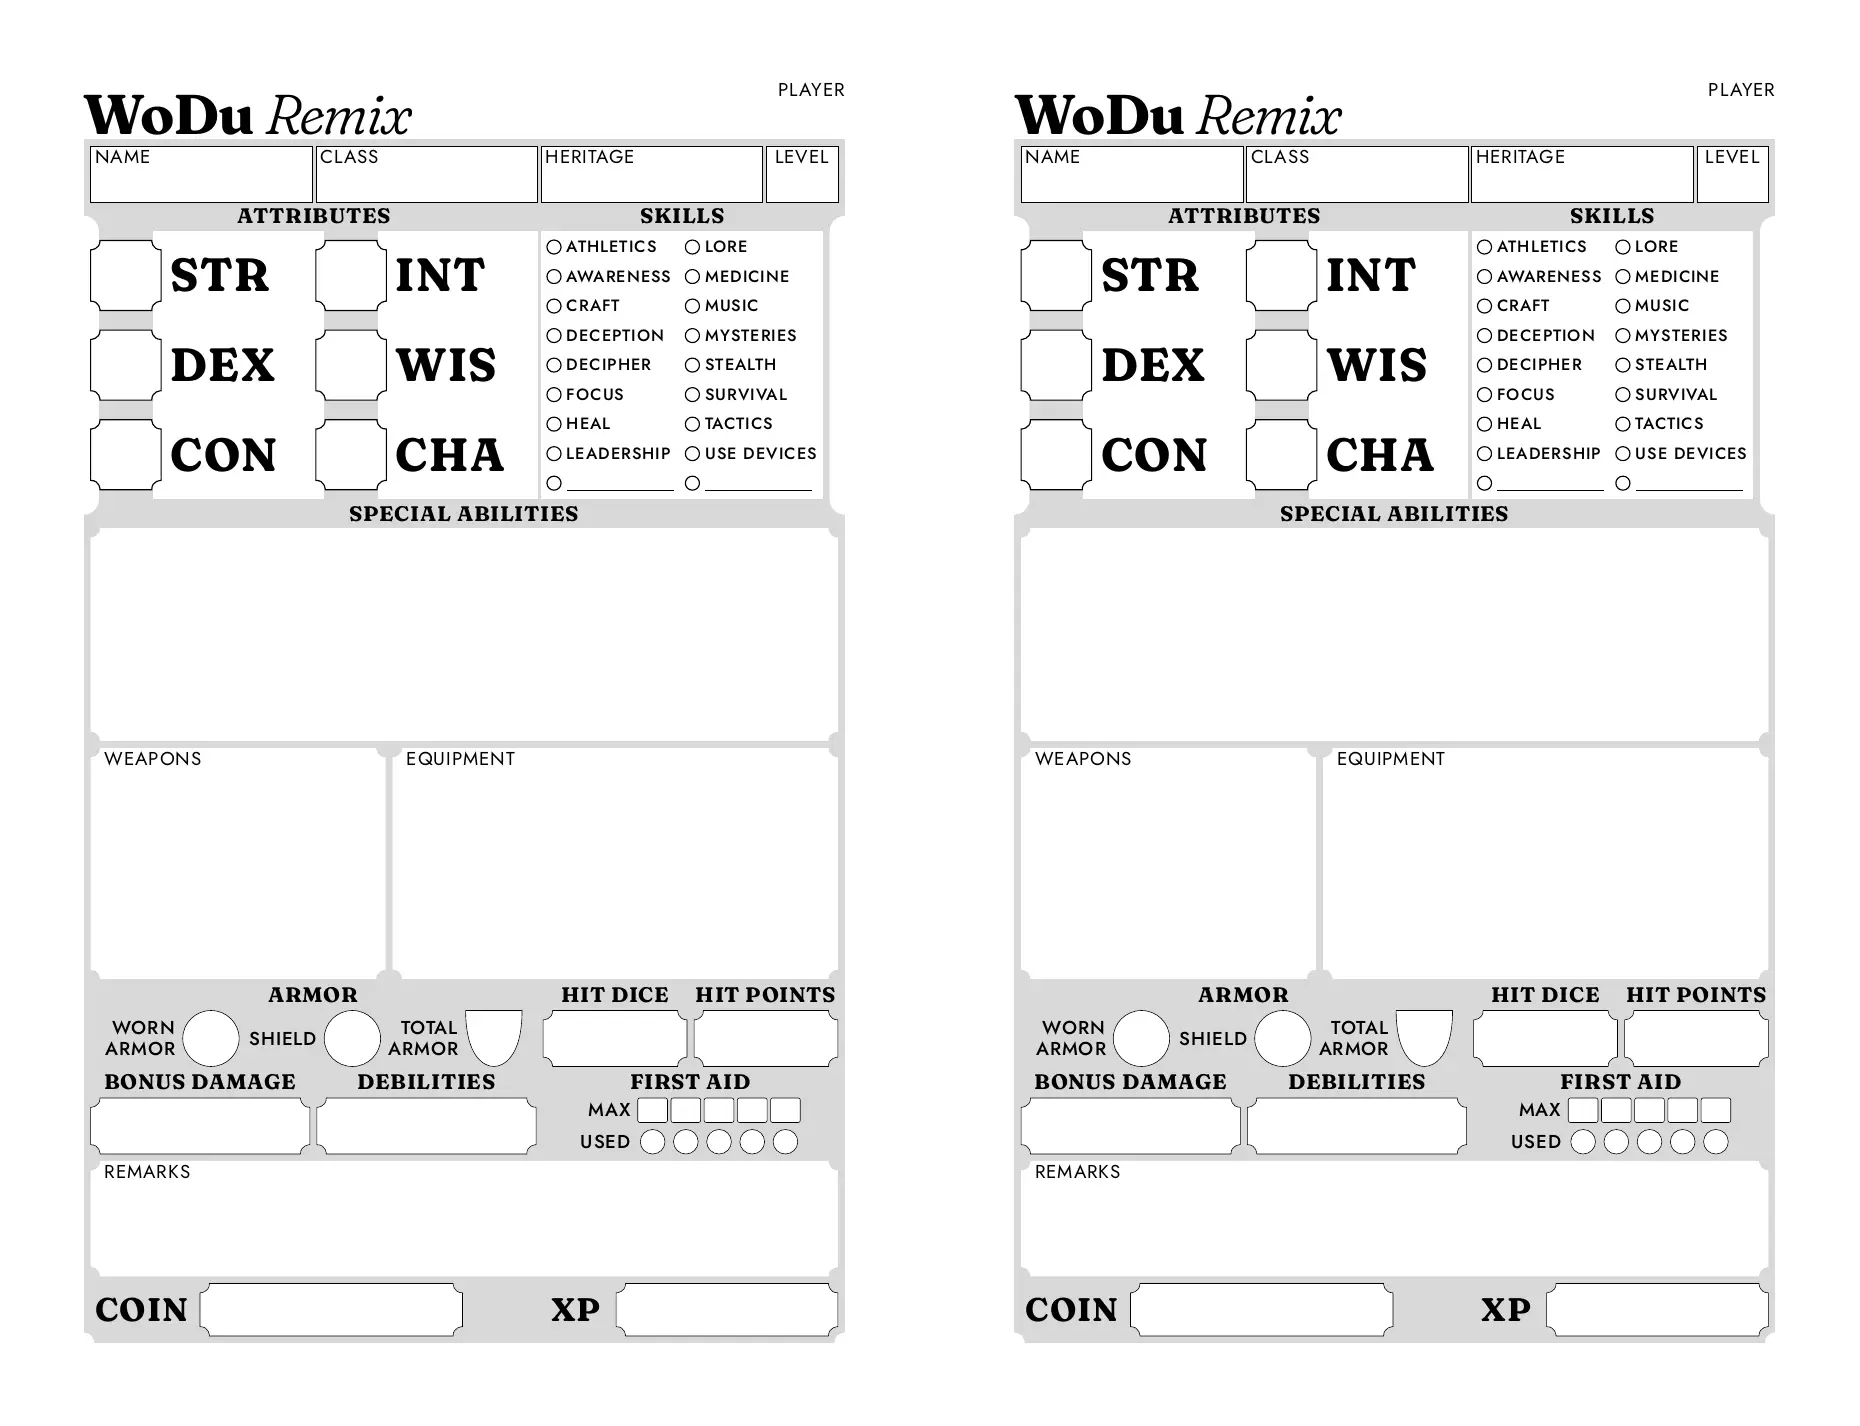 PLAYER
WoDu Remix
NAME CLASS HERITAGE LEVEL
ATTRIBUTES SKILLS
STR INT
DEX WIS
CON CHA
ATHLETICS LORE
AWARENESS MEDICINE
CRAFT MUSIC
DECEPTION MYSTERIES
DECIPHER STEALTH
FOCUS SURVIVAL
HEAL TACTICS
LEADERSHIP USE DEVICES
SPECIAL ABILITIES
WEAPONS EQUIPMENT
ARMOR HIT DICE HIT POINTS
WORN ARMOR SHIELD TOTAL ARMOR
BONUS DAMAGE DEBILITIES FIRST AID
MAX
USED
REMARKS
COIN XP
PLAYER
WoDu Remix
NAME CLASS HERITAGE LEVEL
ATTRIBUTES SKILLS
STR INT
DEX WIS
CON CHA
ATHLETICS LORE
AWARENESS MEDICINE
CRAFT MUSIC
DECEPTION MYSTERIES
DECIPHER STEALTH
FOCUS SURVIVAL
HEAL TACTICS
LEADERSHIP USE DEVICES
SPECIAL ABILITIES
WEAPONS EQUIPMENT
ARMOR HIT DICE HIT POINTS
WORN ARMOR SHIELD TOTAL ARMOR
BONUS DAMAGE DEBILITIES FIRST AID
MAX
USED
REMARKS
COIN XP